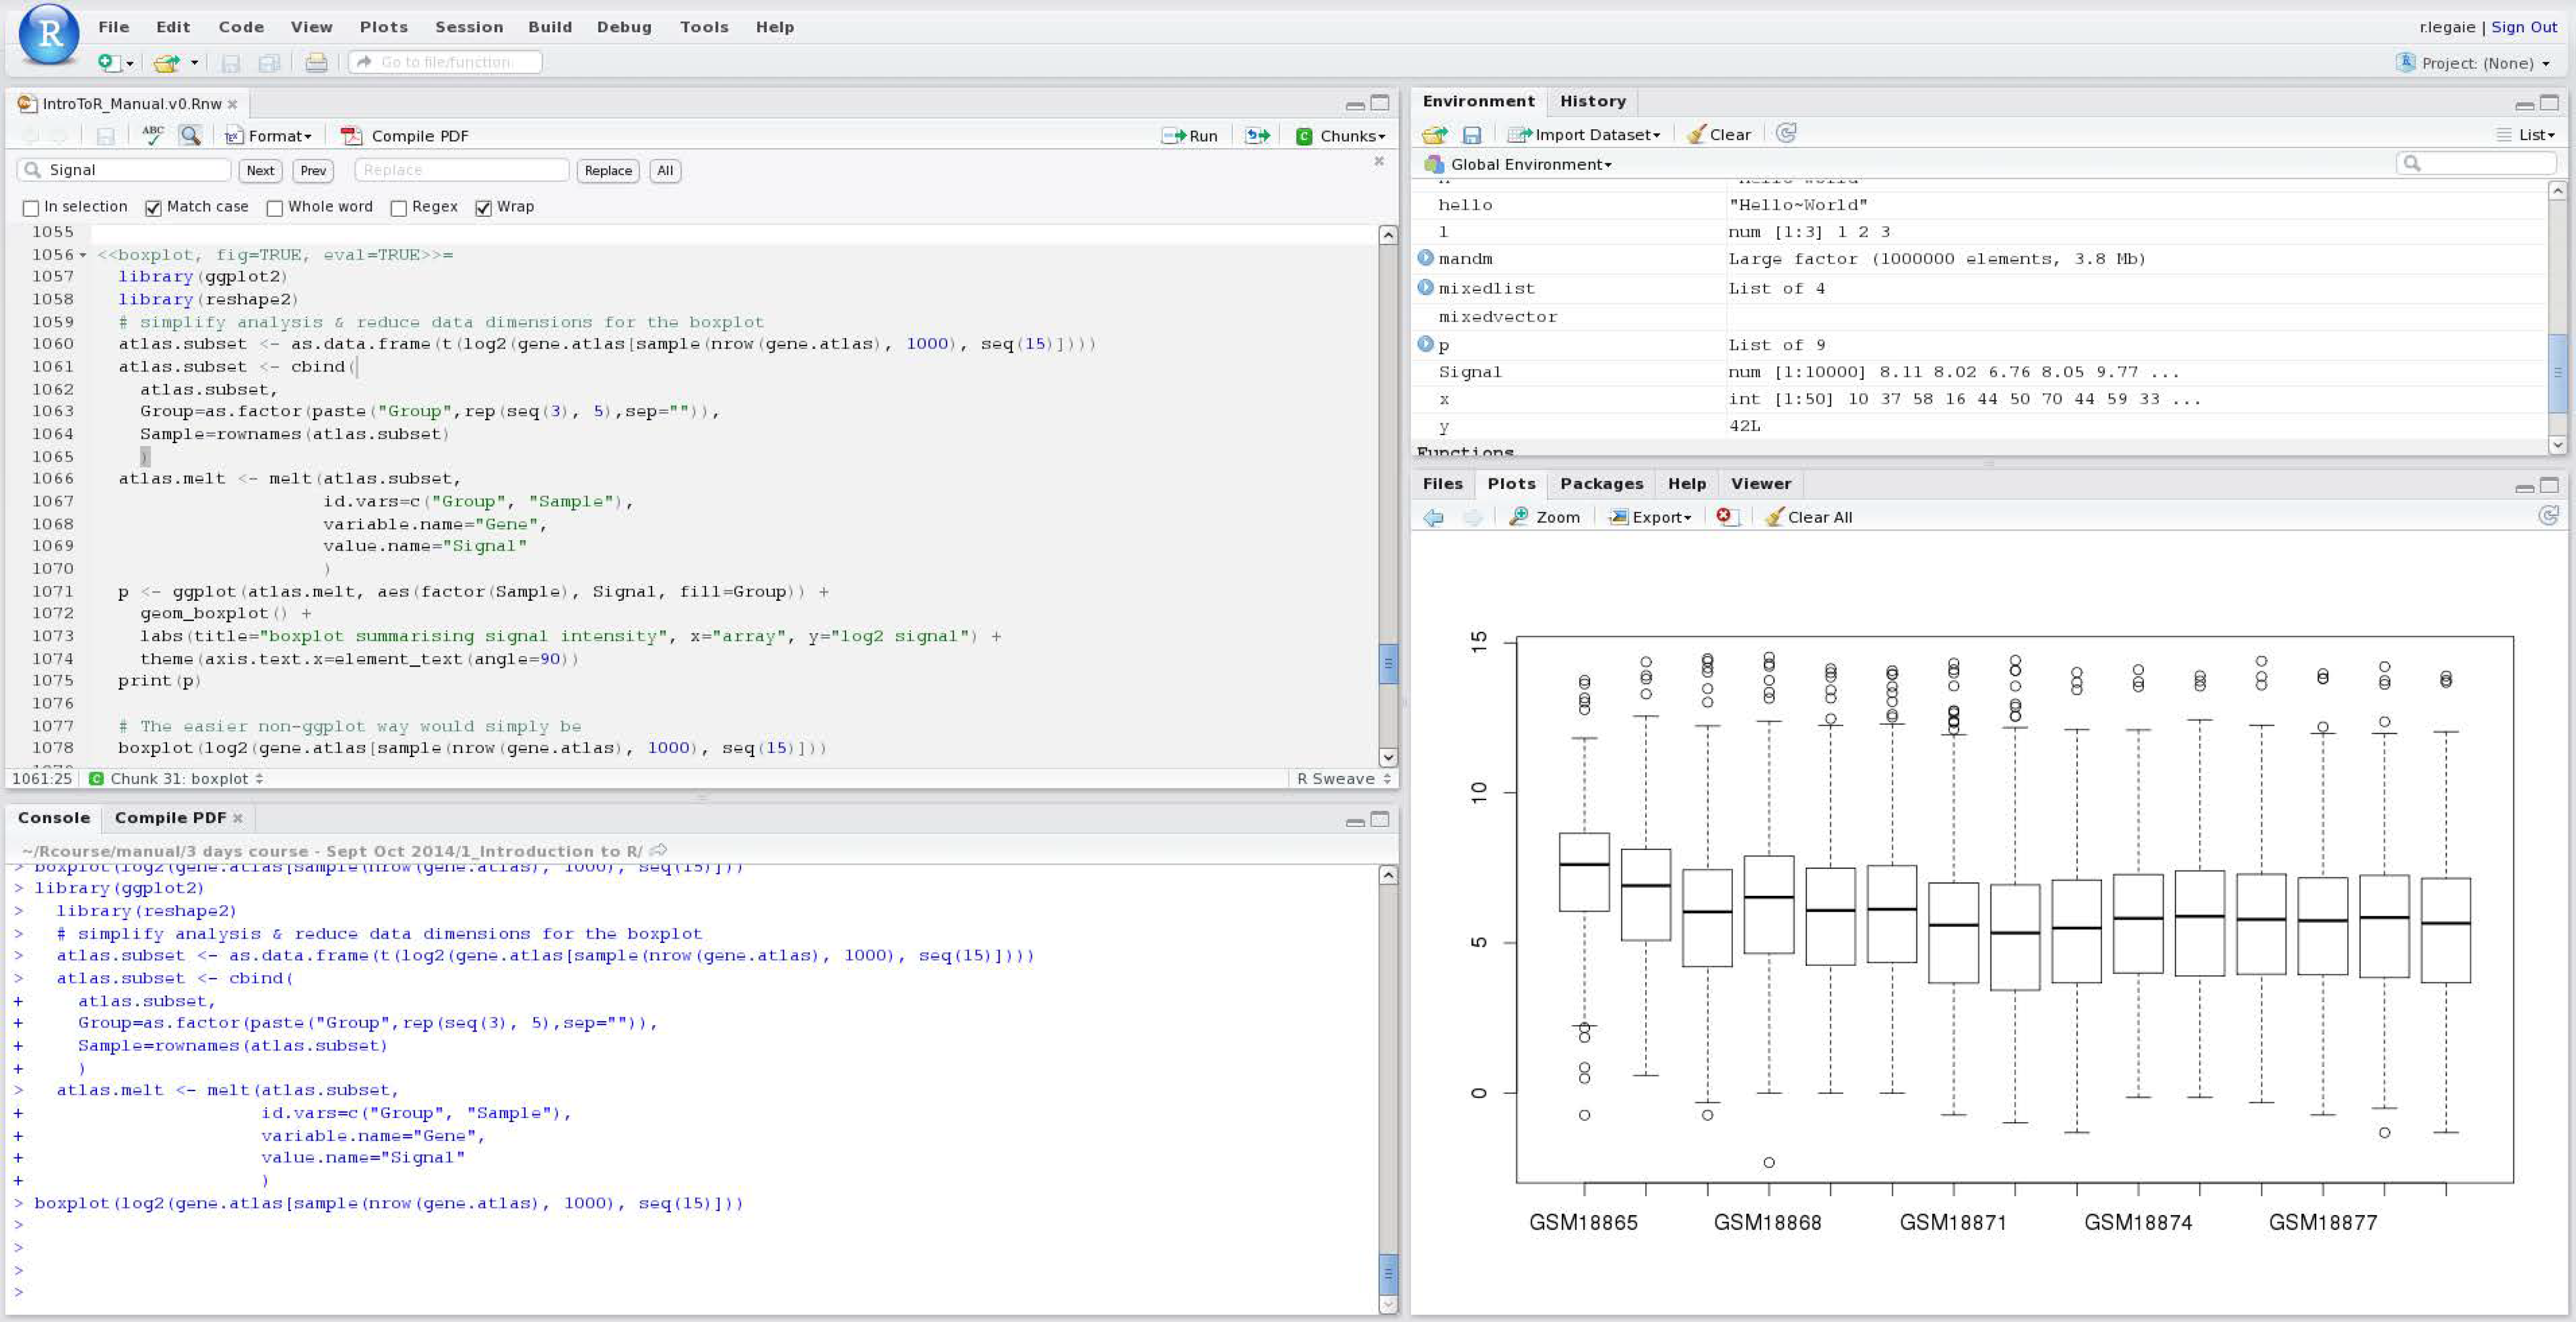 R File Edit Code View Plots Session Build Debug Tools Help
r.legaie | Sign Out
Go to file/function
Project: (None)
IntroToR_Manual.v0.Rnw
ABC TEX Format Compile PDF Run C Chunks
Signal Next Prev Replace Replace All
In selection Match case Whole word Regex Wrap
1055
1056 <<boxplot, fig=TRUE, eval=TRUE>>=
1057 library(ggplot2)
1058 library(reshape2)
1059 # simplify analysis & reduce data dimensions for the boxplot
1060 atlas.subset <- as.data.frame(t(log2(gene.atlas[sample(nrow(gene.atlas), 1000), seq(15)])))
1061 atlas.subset <- cbind(
1062 atlas.subset,
1063 Group=as.factor(paste("Group",rep(seq(3), 5),sep="")),
1064 Sample=rownames(atlas.subset)
1065 )
1066 atlas.melt <- melt(atlas.subset,
1067 id.vars=c("Group", "Sample"),
1068 variable.name="Gene",
1069 value.name="Signal"
1070 )
1071 p <- ggplot(atlas.melt, aes(factor(Sample), Signal, fill=Group)) +
1072 geom_boxplot() +
1073 labs(title="boxplot summarising signal intensity", x="array", y="log2 signal") +
1074 theme(axis.text.x=element_text(angle=90))
1075 print(p)
1076
1077 # The easier non-ggplot way would simply be
1078 boxplot(log2(gene.atlas[sample(nrow(gene.atlas), 1000), seq(15)]))
1061:25 C Chunk 31: boxplot R Sweave
Console Compile PDF
~/Rcourse/manual/3 days course - Sept Oct 2014/1_Introduction to R/
> boxplot(log2(gene.atlas[sample(nrow(gene.atlas), 1000), seq(15)]))
> library(ggplot2)
> library(reshape2)
> # simplify analysis & reduce data dimensions for the boxplot
> atlas.subset <- as.data.frame(t(log2(gene.atlas[sample(nrow(gene.atlas), 1000), seq(15)])))
> atlas.subset <- cbind(
+ atlas.subset,
+ Group=as.factor(paste("Group",rep(seq(3), 5),sep="")),
+ Sample=rownames(atlas.subset)
+ )
> atlas.melt <- melt(atlas.subset,
+ id.vars=c("Group", "Sample"),
+ variable.name="Gene",
+ value.name="Signal"
+ )
> boxplot(log2(gene.atlas[sample(nrow(gene.atlas), 1000), seq(15)]))
>
>
>
>
Environment History
Import Dataset Clear List
Global Environment
hello "Hello~World"
l num [1:3] 1 2 3
mandm Large factor (1000000 elements, 3.8 Mb)
mixedlist List of 4
mixedvector
p List of 9
Signal num [1:10000] 8.11 8.02 6.76 8.05 9.77 ...
x int [1:50] 10 37 58 16 44 50 70 44 59 33 ...
y 42L
Functions
Files Plots Packages Help Viewer
Zoom Export Clear All
15
10
5
0
GSM18865 GSM18868 GSM18871 GSM18874 GSM18877